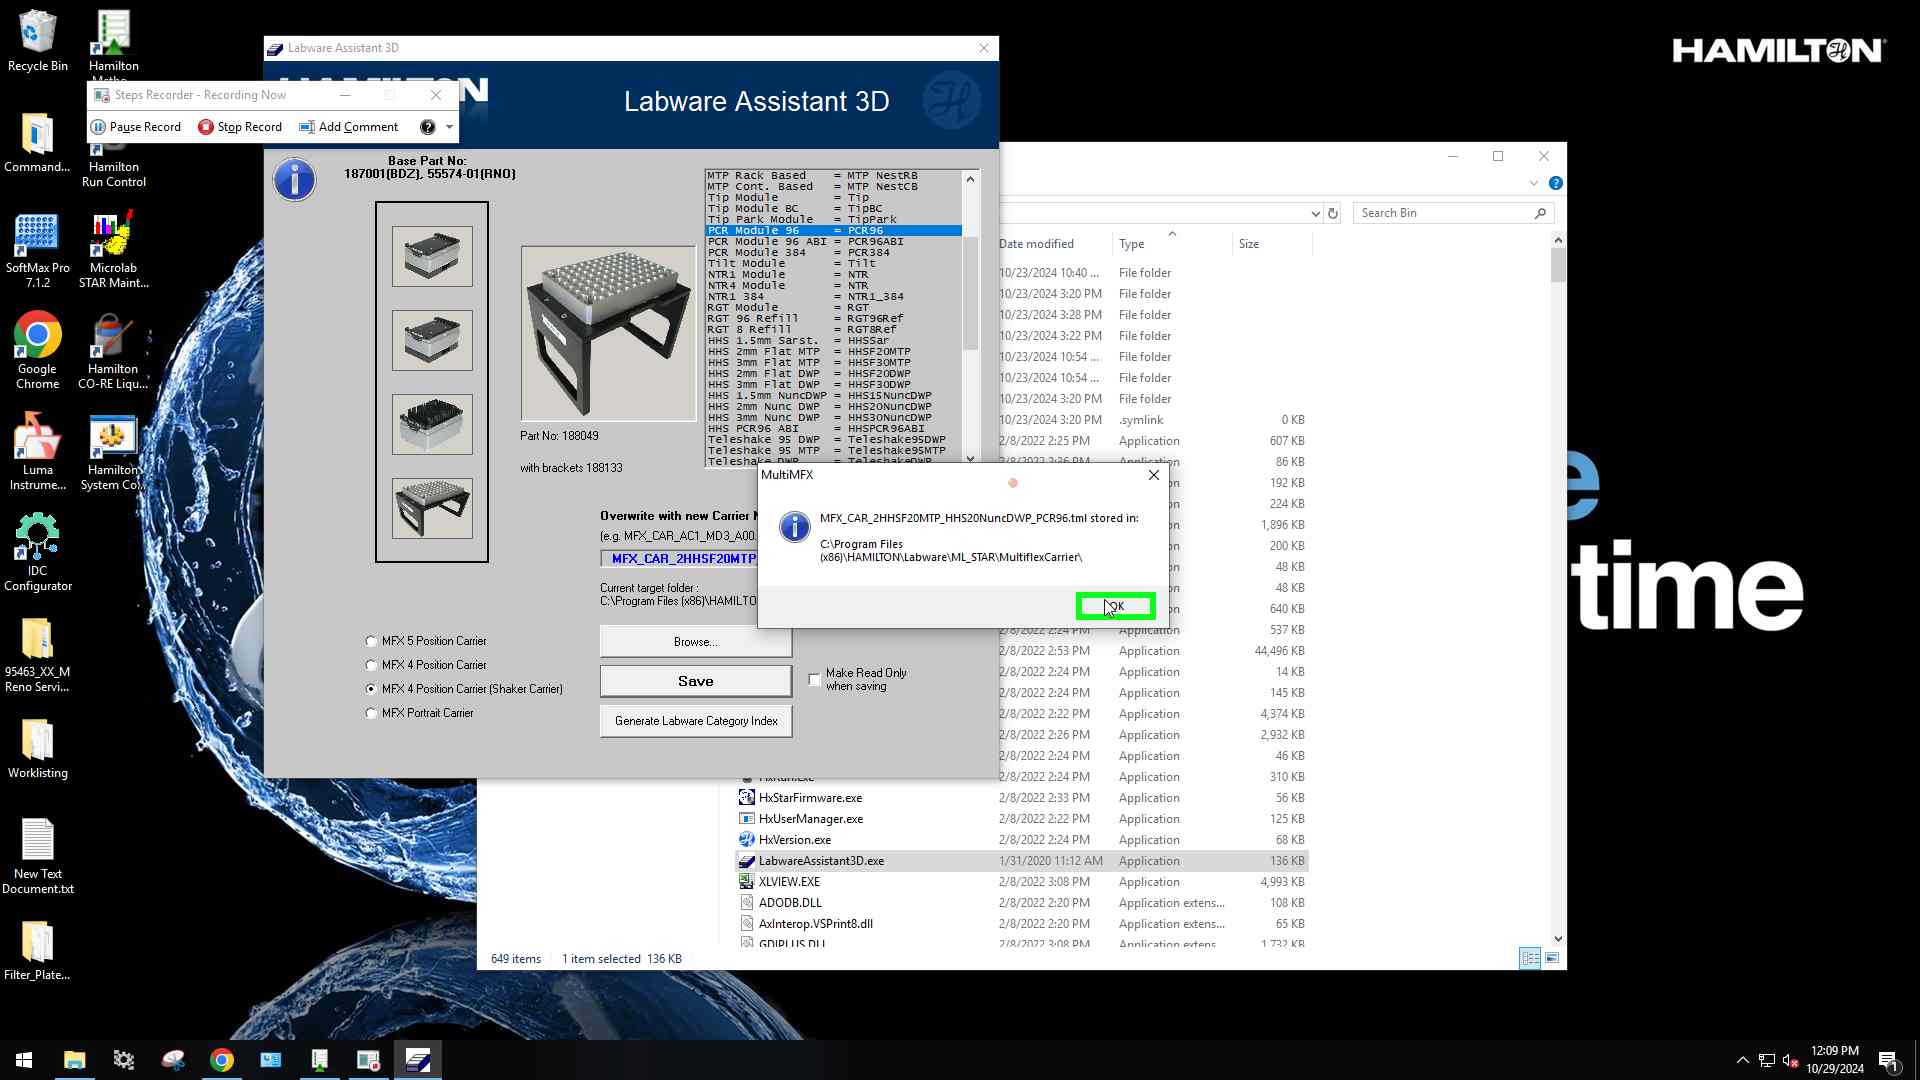 Recycle Bin
Hamilton
Labware Assistant 3D
Steps Recorder - Recording Now
Pause Record
Stop Record
Add Comment
Labware Assistant 3D
HAMILTON
Command...
Hamilton
Run Control
SoftMax Pro
7.1.2
Microlab
STAR Maint...
Google
Chrome
Hamilton
CO-RE Liqu...
Luma
Instrume...
Hamilton
System Co...
IDC
Configurator
95463_XX_M
Reno Servi...
Worklisting
New Text
Document.txt
Filter_Plate...
Base Part No:
187001(BDZ), 55574-01(RNO)
Part No: 188049
with brackets 188133
MTP Rack Based = MTP NestRB
MTP Cont. Based = MTP NestCB
Tip Module = Tip
Tip Module BC = TipBC
Tip Park Module = TipPark
PCR Module 96 = PCR96
PCR Module 96 ABI = PCR96ABI
PCR Module 384 = PCR384
Tilt Module = Tilt
NTR1 Module = NTR
NTR4 Module = NTR
NTR1 384 = NTR1_384
RGT Module = RGT
RGT 96 Refill = RGT96Ref
RGT 8 Refill = RGT8Ref
HHS 1.5mm Sarst. = HHSSar
HHS 2mm Flat MTP = HHSF20MTP
HHS 3mm Flat MTP = HHSF30MTP
HHS 2mm Flat DWP = HHSF20DWP
HHS 3mm Flat DWP = HHSF30DWP
HHS 1.5mm NuncDWP = HHS15NuncDWP
HHS 2mm Nunc DWP = HHS20NuncDWP
HHS 3mm Nunc DWP = HHS30NuncDWP
HHS PCR96 ABI = HHSPCR96ABI
Teleshake 95 DWP = Teleshake95DWP
Teleshake 95 MTP = Teleshake95MTP
Teleshake DWP = TeleshakeDWP
Overwrite with new Carrier
(e.g. MFX_CAR_AC1_MD3_A00.
MFX_CAR_2HHSF20MTP
Current target folder :
C:\Program Files (x86)\HAMILTO
MFX 5 Position Carrier
MFX 4 Position Carrier
MFX 4 Position Carrier (Shaker Carrier)
MFX Portrait Carrier
Browse...
Save
Generate Labware Category Index
Make Read Only
when saving
MultiMFX
MFX_CAR_2HHSF20MTP_HHS20NuncDWP_PCR96.tml stored in:
C:\Program Files
(x86)\HAMILTON\Labware\ML_STAR\MultiflexCarrier\
OK
Search Bin
Date modified Type Size
10/23/2024 10:40 ... File folder
10/23/2024 3:20 PM File folder
10/23/2024 3:28 PM File folder
10/23/2024 3:22 PM File folder
10/23/2024 10:54 ... File folder
10/23/2024 10:54 ... File folder
10/23/2024 3:20 PM File folder
10/23/2024 3:20 PM .symlink 0 KB
2/8/2022 2:25 PM Application 607 KB
2/8/2022 2:36 PM Application 86 KB
192 KB
224 KB
1,896 KB
200 KB
48 KB
48 KB
640 KB
2/8/2022 2:24 PM Application 537 KB
2/8/2022 2:53 PM Application 44,496 KB
2/8/2022 2:24 PM Application 14 KB
2/8/2022 2:24 PM Application 145 KB
2/8/2022 2:22 PM Application 4,374 KB
2/8/2022 2:26 PM Application 2,932 KB
2/8/2022 2:24 PM Application 46 KB
HxRun.exe 2/8/2022 2:24 PM Application 310 KB
HxStarFirmware.exe 2/8/2022 2:33 PM Application 56 KB
HxUserManager.exe 2/8/2022 2:22 PM Application 125 KB
HxVersion.exe 2/8/2022 2:24 PM Application 68 KB
LabwareAssistant3D.exe 1/31/2020 11:12 AM Application 136 KB
XLVIEW.EXE 2/8/2022 3:08 PM Application 4,993 KB
ADODB.DLL 2/8/2022 2:20 PM Application extens... 108 KB
AxInterop.VSPrint8.dll 2/8/2022 2:20 PM Application extens... 65 KB
GDIPLUS.DLL 2/8/2022 3:08 PM Application extens... 1,732 KB
649 items 1 item selected 136 KB
time
12:09 PM
10/29/2024
1